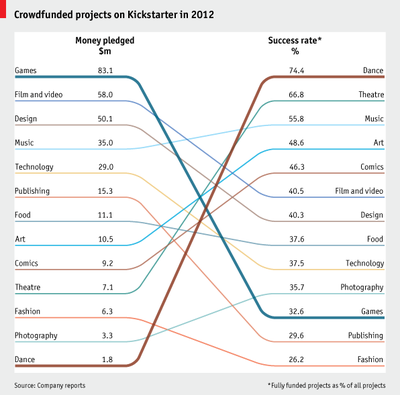 Crowdfunded projects on Kickstarter in 2012
Money pledged Success rate*
$m %
Games 83.1 74.4 Dance
Film and video 58.0 66.8 Theatre
Design 50.1 55.8 Music
Music 35.0 48.6 Art
Technology 29.0 46.3 Comics
Publishing 15.3 40.5 Film and video
Food 11.1 40.3 Design
Art 10.5 37.6 Food
Comics 9.2 37.5 Technology
Theatre 7.1 35.7 Photography
Fashion 6.3 32.6 Games
Photography 3.3 29.6 Publishing
Dance 1.8 26.2 Fashion
Source: Company reports *Fully funded projects as % of all projects